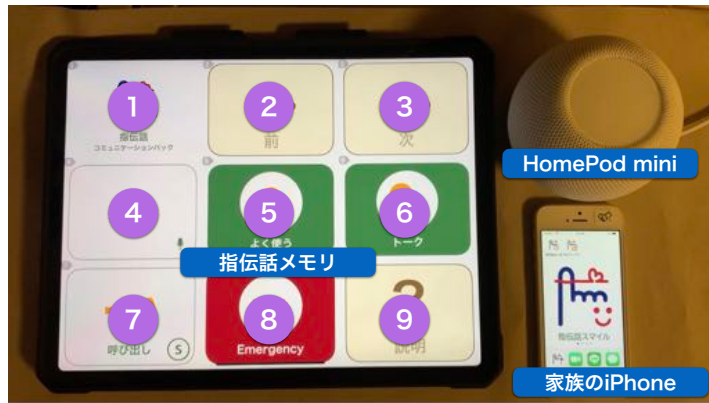 1
指伝話
コミュニケーションパック
2
前
3
次
4
5
よく使う
6
トーク
指伝話メモリ
7
呼び出し
S
8
Emergency
9
?
説明
HomePod mini
指伝話スマイル
家族のiPhone